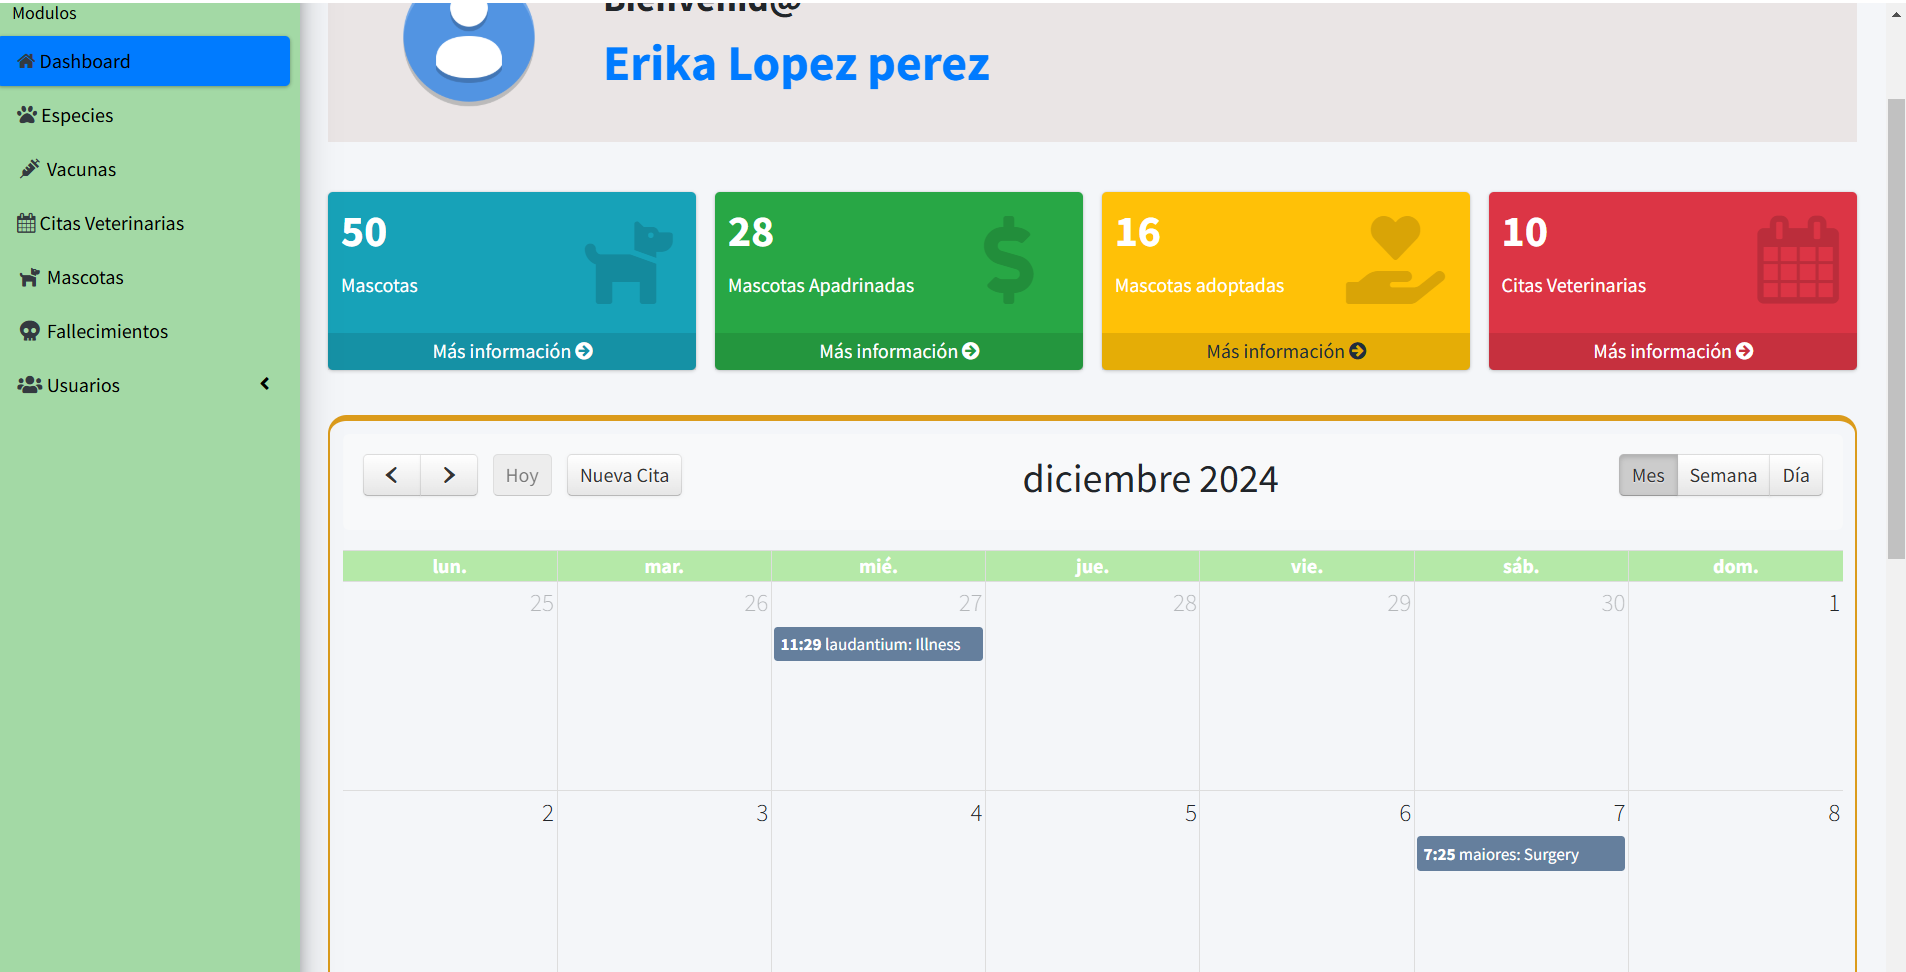 Modulos
Dashboard
Especies
Vacunas
Citas Veterinarias
Mascotas
Fallecimientos
Usuarios
Bienvenid@
Erika Lopez perez
50
Mascotas
Más información
28
Mascotas Apadrinadas
Más información
16
Mascotas adoptadas
Más información
10
Citas Veterinarias
Más información
Hoy Nueva Cita
diciembre 2024
Mes Semana Día
lun. mar. mié. jue. vie. sáb. dom.
25 26 27 28 29 30 1
11:29 laudantium: Illness
2 3 4 5 6 7 8
7:25 maiores: Surgery